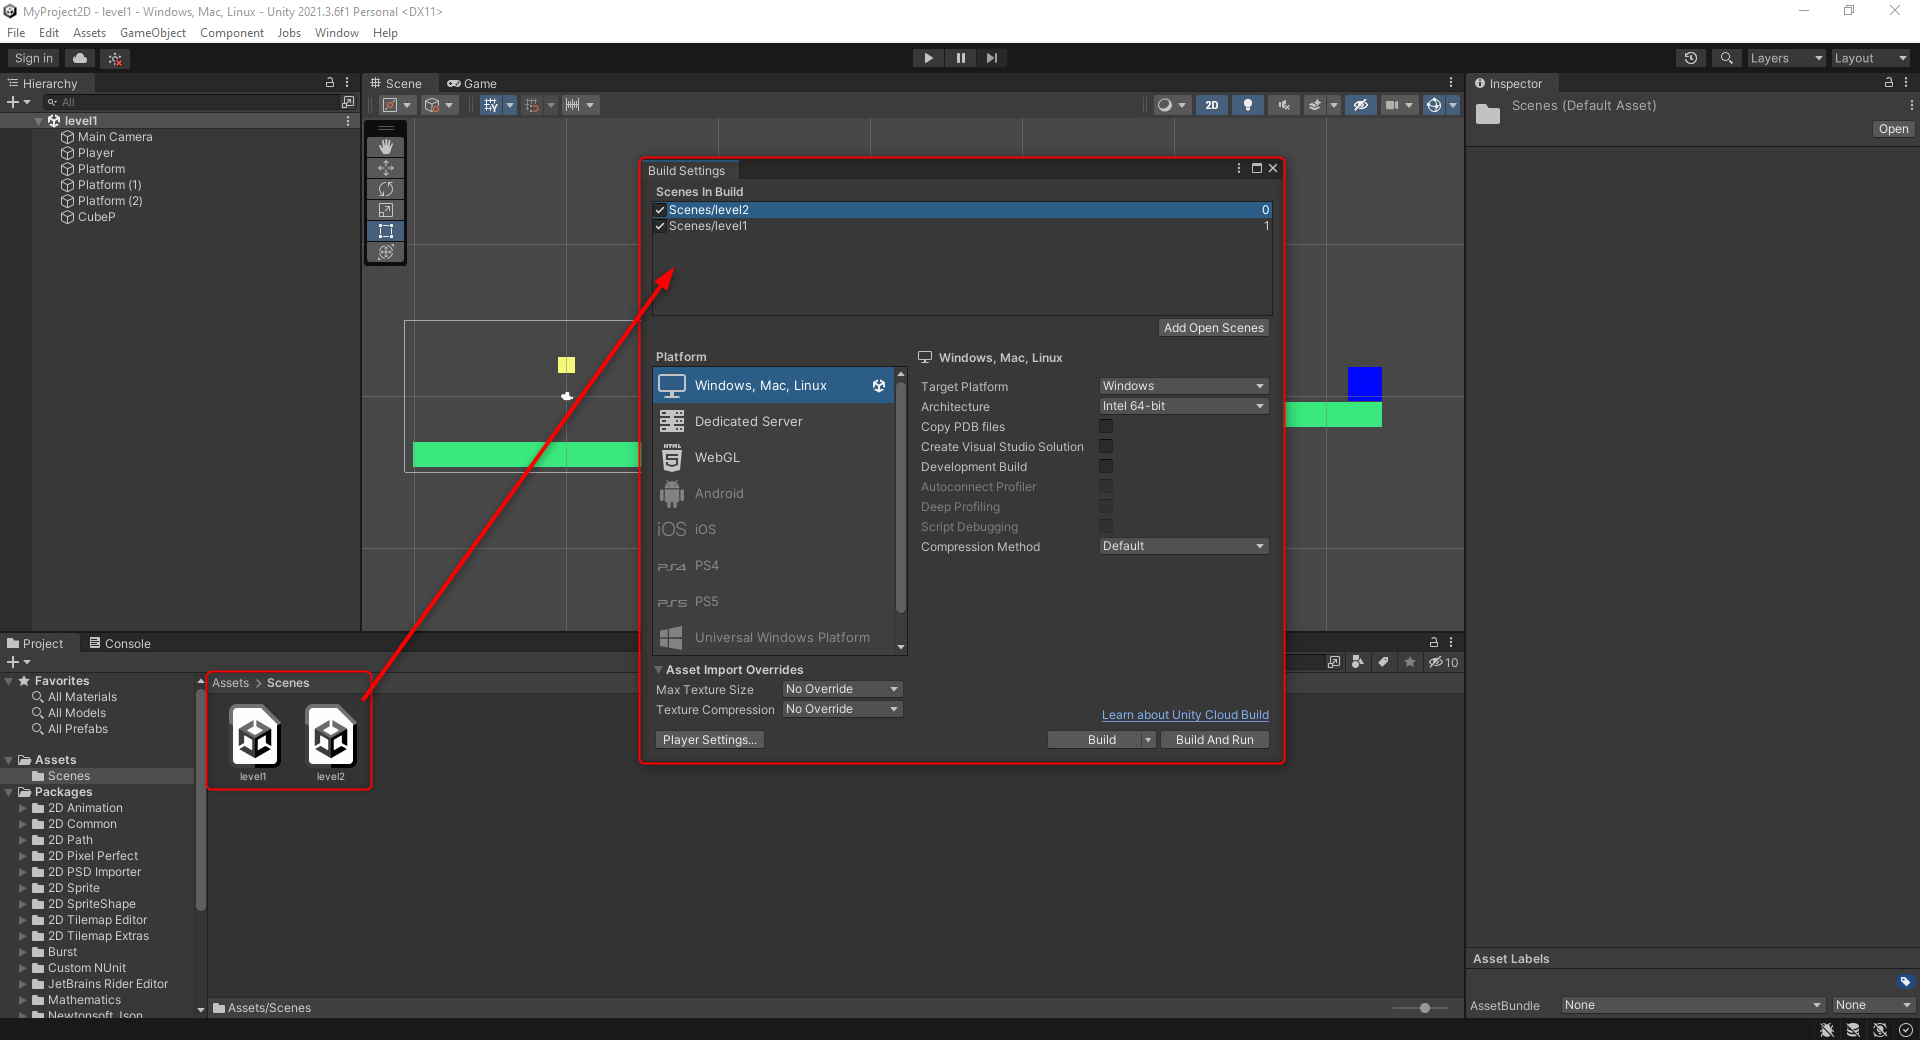 MyProject2D - level1 - Windows, Mac, Linux - Unity 2021.3.6f1 Personal <DX11>
File Edit Assets GameObject Component Jobs Window Help
Sign in
Layers
Layout
Hierarchy
All
level1
Main Camera
Player
Platform
Platform (1)
Platform (2)
CubeP
Scene
Game
2D
Inspector
Scenes (Default Asset)
Open
Build Settings
Scenes In Build
Scenes/level2 0
Scenes/level1 1
Add Open Scenes
Platform
Windows, Mac, Linux
Dedicated Server
HTML
5
WebGL
Android
iOS iOS
PS4 PS4
PS5 PS5
Universal Windows Platform
Windows, Mac, Linux
Target Platform Windows
Architecture Intel 64-bit
Copy PDB files
Create Visual Studio Solution
Development Build
Autoconnect Profiler
Deep Profiling
Script Debugging
Compression Method Default
Asset Import Overrides
Max Texture Size No Override
Texture Compression No Override
Learn about Unity Cloud Build
Player Settings...
Build
Build And Run
Project
Console
10
Favorites
All Materials
All Models
All Prefabs
Assets
Scenes
Packages
2D Animation
2D Common
2D Path
2D Pixel Perfect
2D PSD Importer
2D Sprite
2D SpriteShape
2D Tilemap Editor
2D Tilemap Extras
Burst
Custom NUnit
JetBrains Rider Editor
Mathematics
Newtonsoft Json
Assets > Scenes
level1
level2
Assets/Scenes
Asset Labels
AssetBundle None None